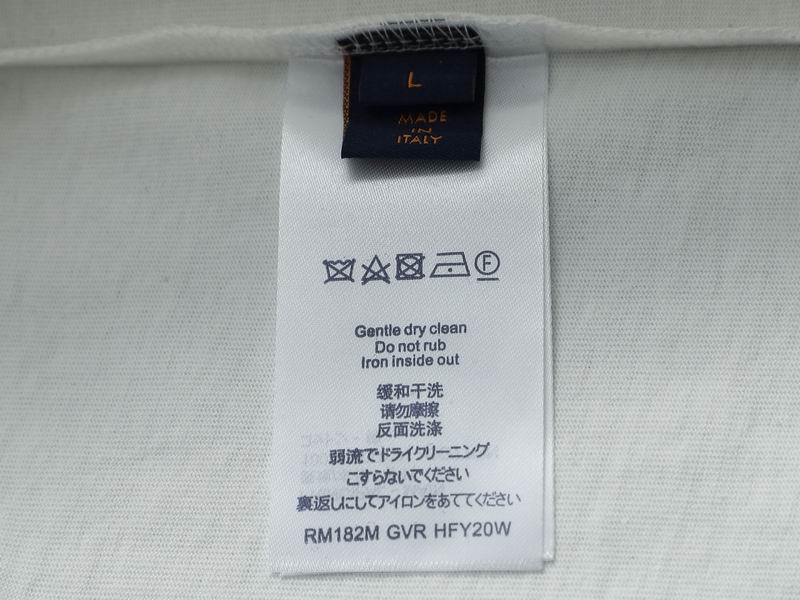 L
MADE
IN
ITALY
F
Gentle dry clean
Do not rub
Iron inside out
缓和干洗
请勿摩擦
反面洗涤
弱流でドライクリーニング
こすらないでください
裏返しにしてアイロンをあててください
RM182M GVR HFY20W